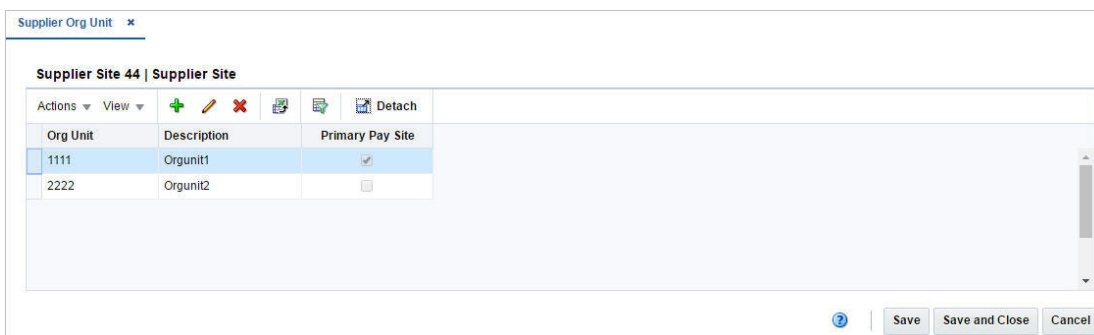 Supplier Org Unit ×
Supplier Site 44 | Supplier Site
Actions View Detach
Org Unit Description Primary Pay Site
1111 Orgunit1
2222 Orgunit2
? Save Save and Close Cancel